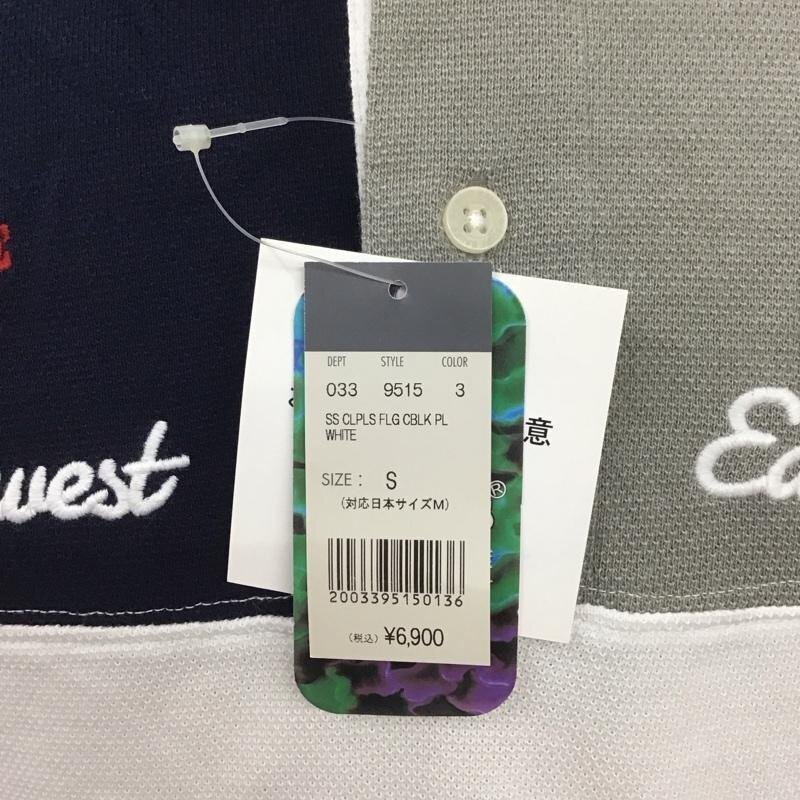 DEPT STYLE COLOR
033 9515 3
SS CLPLS FLG CBLK PL
WHITE
SIZE : S
(対応日本サイズM)
2003395150136
(税込) ¥6,900
意
®
west
Ea